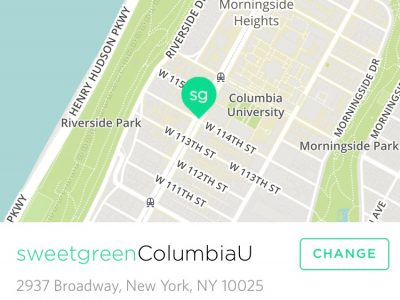 Morningside
Heights
RIVERSIDE DR
HENRY HUDSON PKWY
W 115
sg
Columbia
University
MORNINGSIDE DR
Riverside Park
W 114TH ST
W 113TH ST
Morningside Park
W 112TH ST
W 113TH ST
W 111TH ST
PKWY
AVE
sweetgreenColumbiaU
CHANGE
2937 Broadway, New York, NY 10025